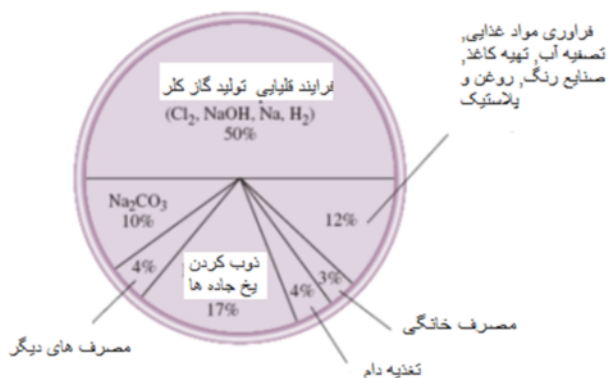 فراوری مواد غذایی,
تصفیه آب, تهیه کاغذ,
صنایع رنگ, روغن و
پلاستیک
فرایند قلیایی تولید گاز کلر
(Cl₂, NaOH, Na, H₂)
50%
Na₂CO₃
10%
12%
4%
ذوب کردن
یخ جاده ها
17%
4%
3%
مصرف خانگی
مصرف های دیگر
تغذیه دام